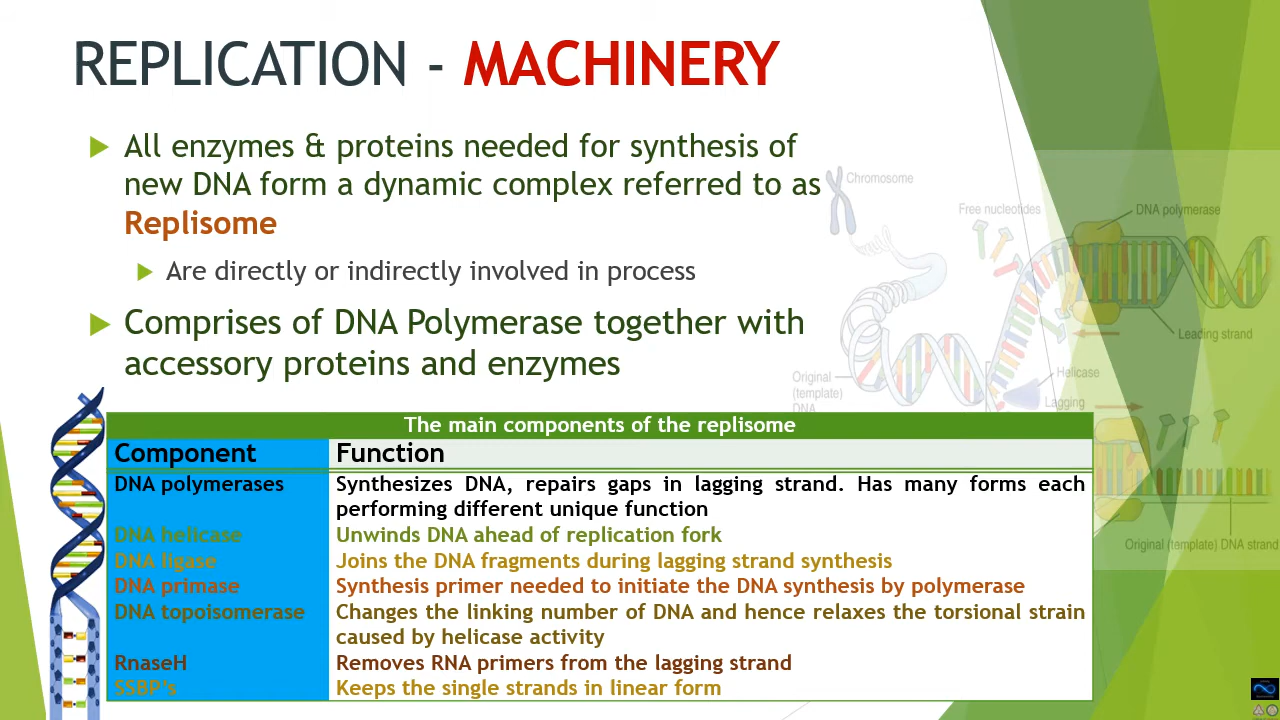 REPLICATION - MACHINERY
All enzymes & proteins needed for synthesis of
new DNA form a dynamic complex referred to as
Replisome
Are directly or indirectly involved in process
Comprises of DNA Polymerase together with
accessory proteins and enzymes
Chromosome
Free nucleotides
DNA polymerase
Leading strand
Helicase
Lagging
Original
(template)
DNA
Original (template) DNA strand
The main components of the replisome
Component Function
DNA polymerases Synthesizes DNA, repairs gaps in lagging strand. Has many forms each
performing different unique function
DNA helicase Unwinds DNA ahead of replication fork
DNA ligase Joins the DNA fragments during lagging strand synthesis
DNA primase Synthesis primer needed to initiate the DNA synthesis by polymerase
DNA topoisomerase Changes the linking number of DNA and hence relaxes the torsional strain
caused by helicase activity
RnaseH Removes RNA primers from the lagging strand
SSBP's Keeps the single strands in linear form